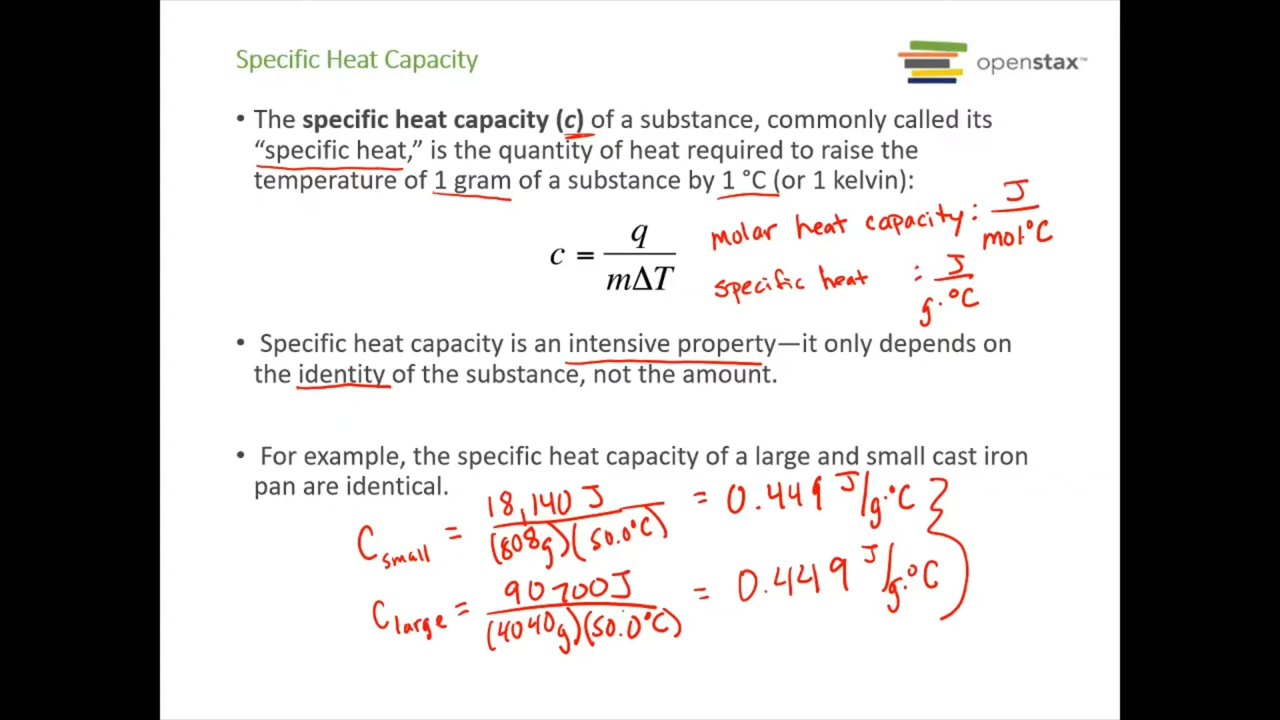 Specific Heat Capacity
openstax™
• The specific heat capacity (c) of a substance, commonly called its
“specific heat,” is the quantity of heat required to raise the
temperature of 1 gram of a substance by 1 °C (or 1 kelvin):
c = q / mΔT
molar heat capacity: J / mol·°C
specific heat : J / g·°C
• Specific heat capacity is an intensive property—it only depends on
the identity of the substance, not the amount.
• For example, the specific heat capacity of a large and small cast iron
pan are identical.
C small = 18,140 J / (808g)(50.0°C) = 0.449 J/g·°C
C large = 90700 J / (4040g)(50.0°C) = 0.449 J/g·°C